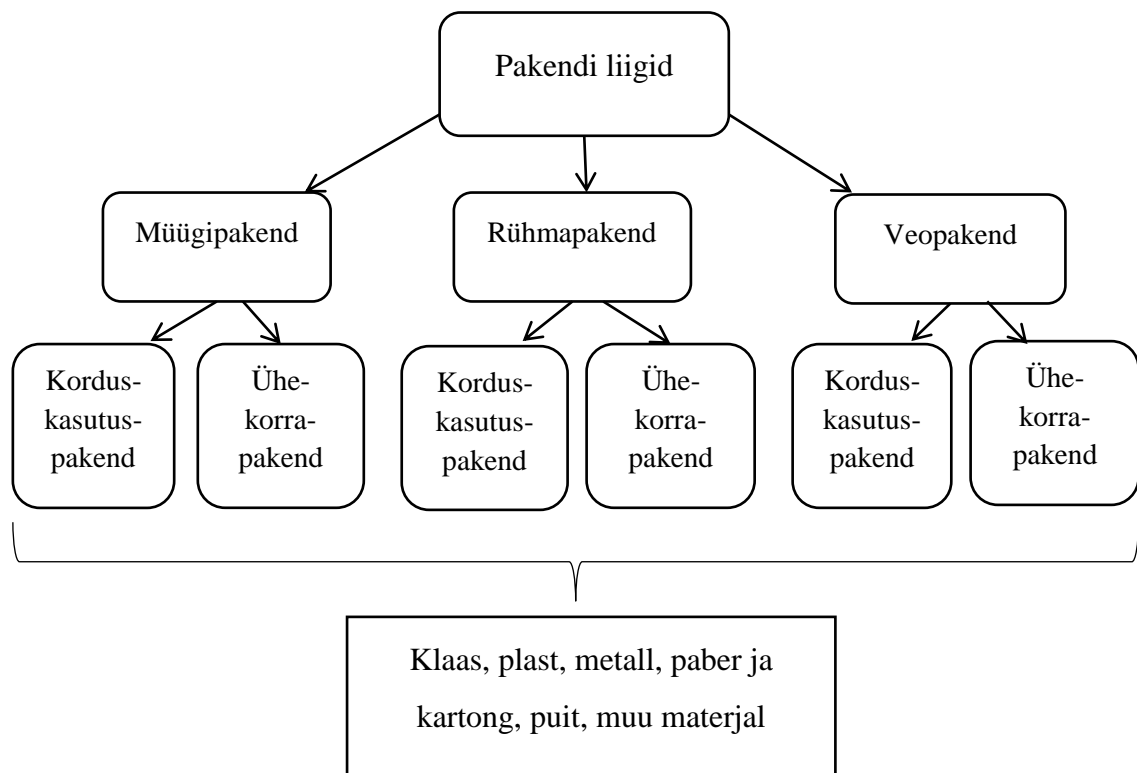 Pakendi liigid
Müügipakend
Rühmapakend
Veopakend
Kordus-
kasutus-
pakend
Ühe-
korra-
pakend
Kordus-
kasutus-
pakend
Ühe-
korra-
pakend
Kordus-
kasutus-
pakend
Ühe-
korra-
pakend
Klaas, plast, metall, paber ja
kartong, puit, muu materjal